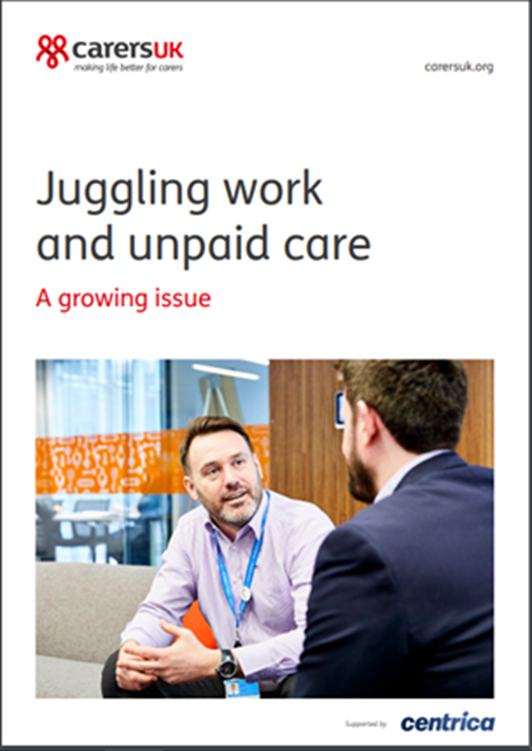 carersUK
making life better for carers
carersuk.org
Juggling work
and unpaid care
A growing issue
Supported by
centrica